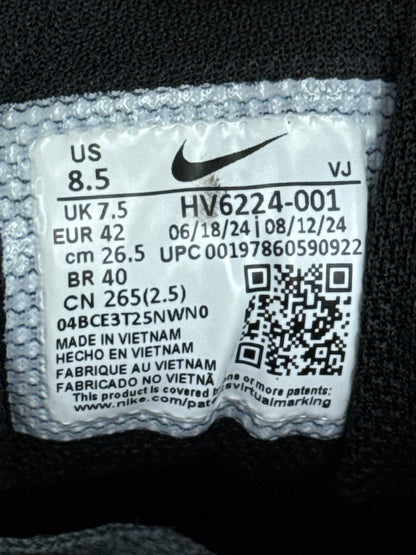 US
8.5
VJ
UK 7.5
HV6224-001
EUR 42
06/18/24 | 08/12/24
cm 26.5
UPC 00197860590922
BR 40
CN 265(2.5)
04BCE3T25NWN0
MADE IN VIETNAM
HECHO EN VIETNAM
FABRIQUE AU VIETNAM
FABRICADO NO VIETNÃ
This product is covered by one or more patents:
www.nike.com/pat svirtualmarking